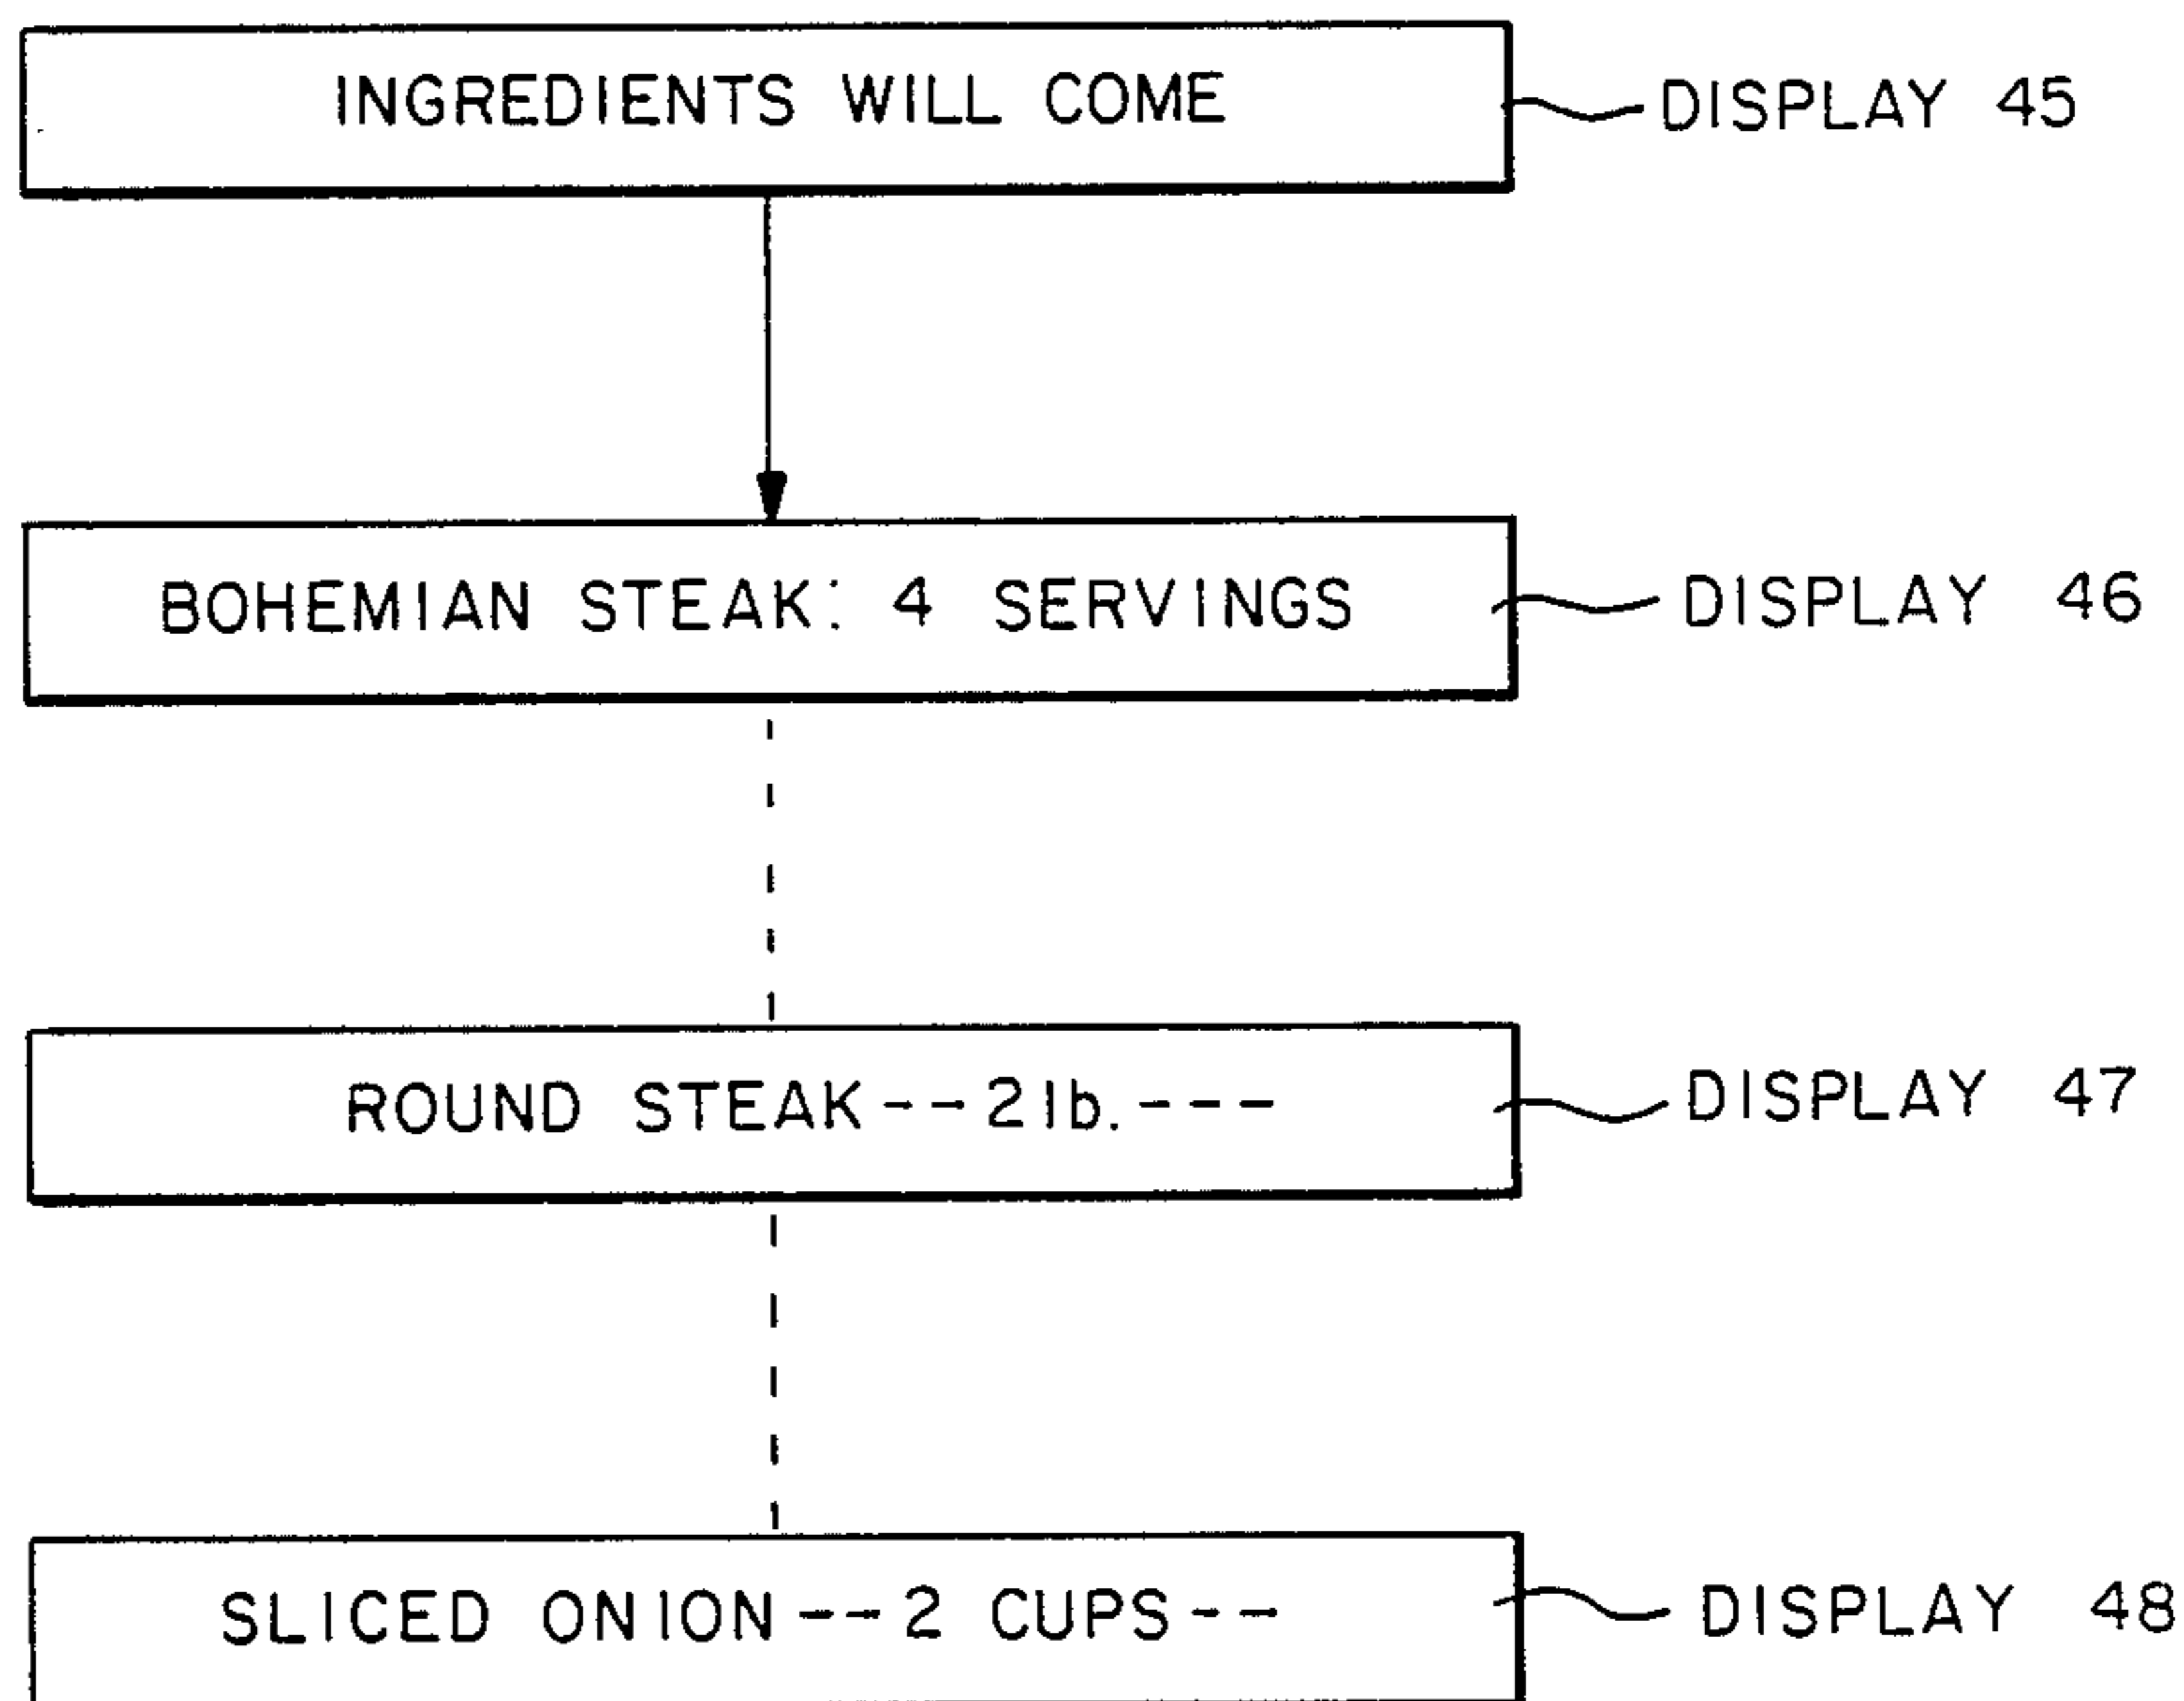 INGREDIENTS WILL COME DISPLAY 45
BOHEMIAN STEAK: 4 SERVINGS DISPLAY 46
ROUND STEAK--2lb.--- DISPLAY 47
SLICED ONION--2 CUPS-- DISPLAY 48